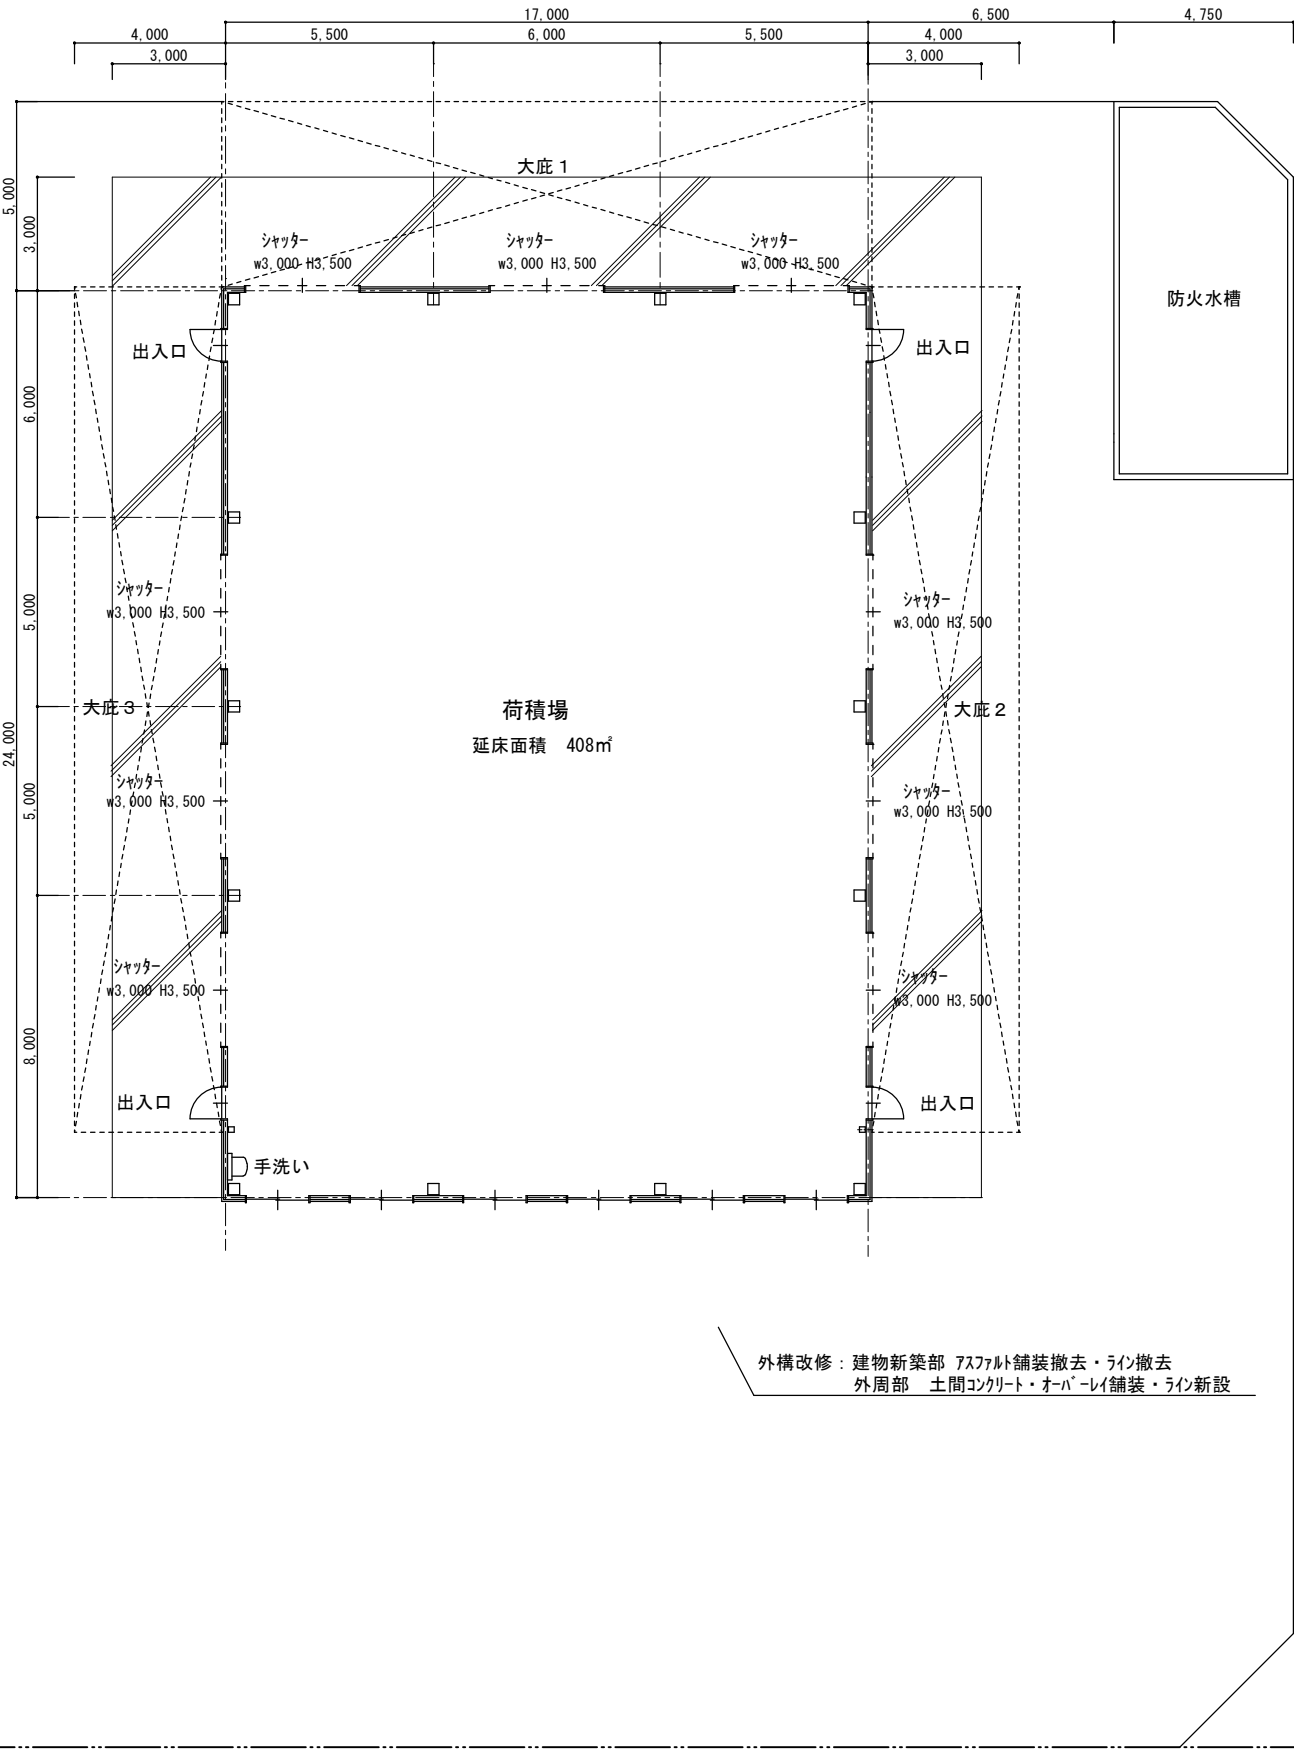 17,000
6,500
4,750
4,000
5,500
6,000
5,500
4,000
3,000
3,000
5,000
3,000
大庇１
シャッター
w3,000 H3,500
シャッター
w3,000 H3,500
シャッター
w3,000 H3,500
防火水槽
出入口
出入口
6,000
シャッター
w3,000 H3,500
5,000
シャッター
w3,000 H3,500
大庇３
荷積場
大庇２
24,000
延床面積　408㎡
シャッター
w3,000 H3,500
5,000
シャッター
w3,000 H3,500
シャッター
w3,000 H3,500
シャッター
w3,000 H3,500
8,000
出入口
出入口
手洗い
外構改修：建物新築部 アスファルト舗装撤去・ライン撤去
外周部　土間コンクリート・オーバーレイ舗装・ライン新設